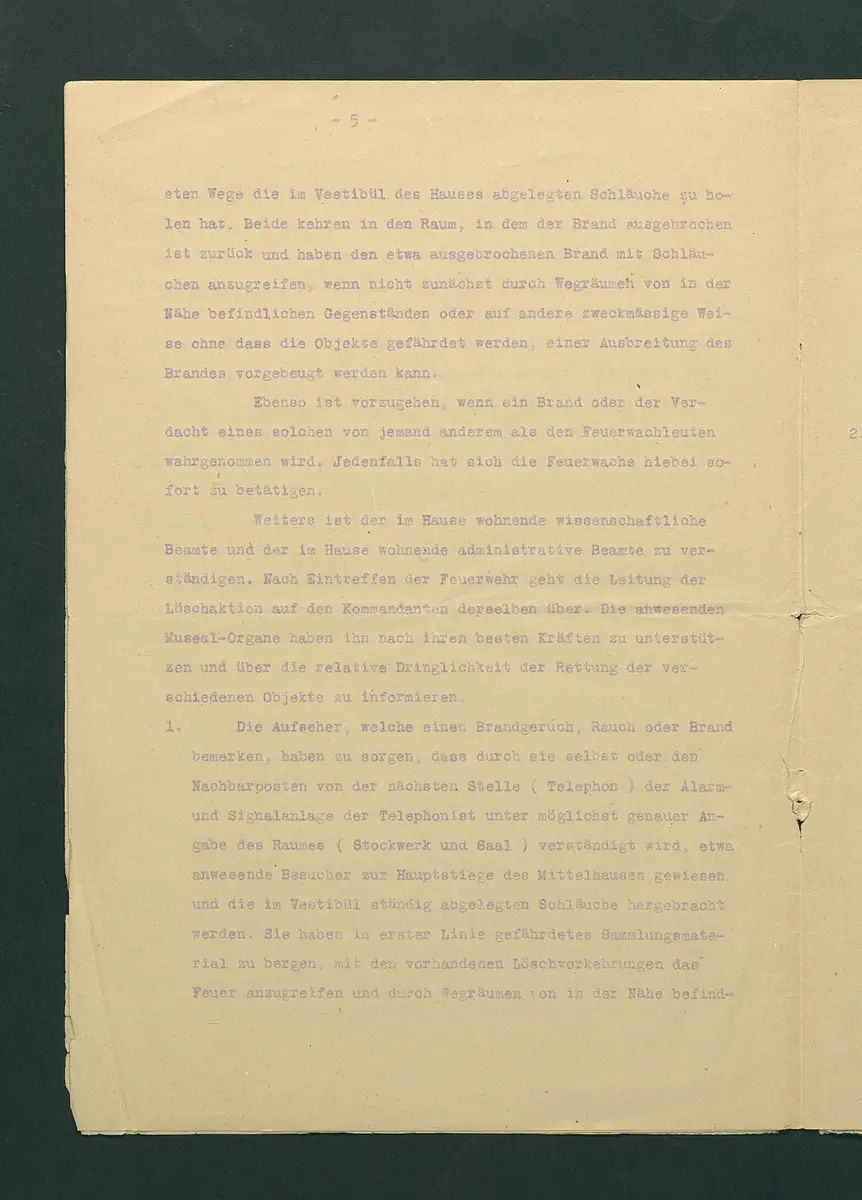 - 5 -
sten Wege die im Vestibül des Hauses abgelegten Schläuche zu ho-
len hat. Beide kehren in den Raum, in dem der Brand ausgebrochen
ist zurück und haben den etwa ausgebrochenen Brand mit Schläu-
chen anzugreifen, wenn nicht zunächst durch Wegräumen von in der
Nähe befindlichen Gegenständen oder auf andere zweckmässige Wei-
se ohne dass die Objekte gefährdet werden, einer Ausbreitung des
Brandes vorgebeugt werden kann.
Ebenso ist vorzugehen, wenn ein Brand oder der Ver-
dacht eines solchen von jemand anderem als den Feuerwachleuten
wahrgenommen wird. Jedenfalls hat sich die Feuerwache hiebei so-
fort zu betätigen.
Weiters ist der im Hause wohnende wissenschaftliche
Beamte und der im Hause wohnende administrative Beamte zu ver-
ständigen. Nach Eintreffen der Feuerwehr geht die Leitung der
Löschaktion auf den Kommandanten derselben über. Die anwesenden
Museal-Organe haben ihn nach ihren besten Kräften zu unterstüt-
zen und über die relative Dringlichkeit der Rettung der ver-
schiedenen Objekte zu informieren.
1. Die Aufseher, welche einen Brandgeruch, Rauch oder Brand
bemerken, haben zu sorgen, dass durch sie selbst oder den
Nachbarposten von der nächsten Stelle ( Telephon ) der Alarm-
und Signalanlage der Telephonist unter möglichst genauer An-
gabe des Raumes ( Stockwerk und Saal ) verständigt wird, etwa
anwesende Besucher zur Hauptstiege des Mittelhauses gewiesen
und die im Vestibül ständig abgelegten Schläuche hergebracht
werden. Sie haben in erster Linie gefährdetes Sammlungsmate-
rial zu bergen, mit den vorhandenen Löschvorkehrungen das
Feuer anzugreifen und durch Wegräumen von in der Nähe befind-
2.